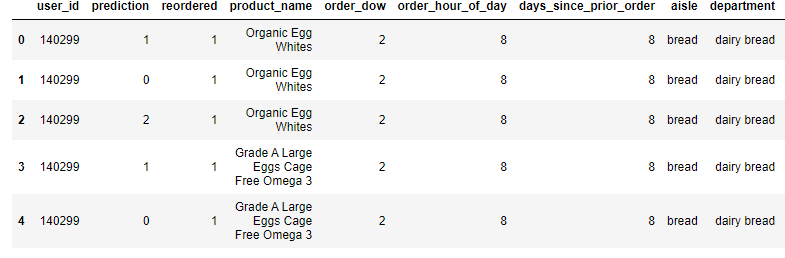 user_id prediction reordered product_name order_dow order_hour_of_day days_since_prior_order aisle department
0 140299 1 1 Organic Egg Whites 2 8 8 bread dairy bread
1 140299 0 1 Organic Egg Whites 2 8 8 bread dairy bread
2 140299 2 1 Organic Egg Whites 2 8 8 bread dairy bread
3 140299 1 1 Grade A Large Eggs Cage Free Omega 3 2 8 8 bread dairy bread
4 140299 0 1 Grade A Large Eggs Cage Free Omega 3 2 8 8 bread dairy bread